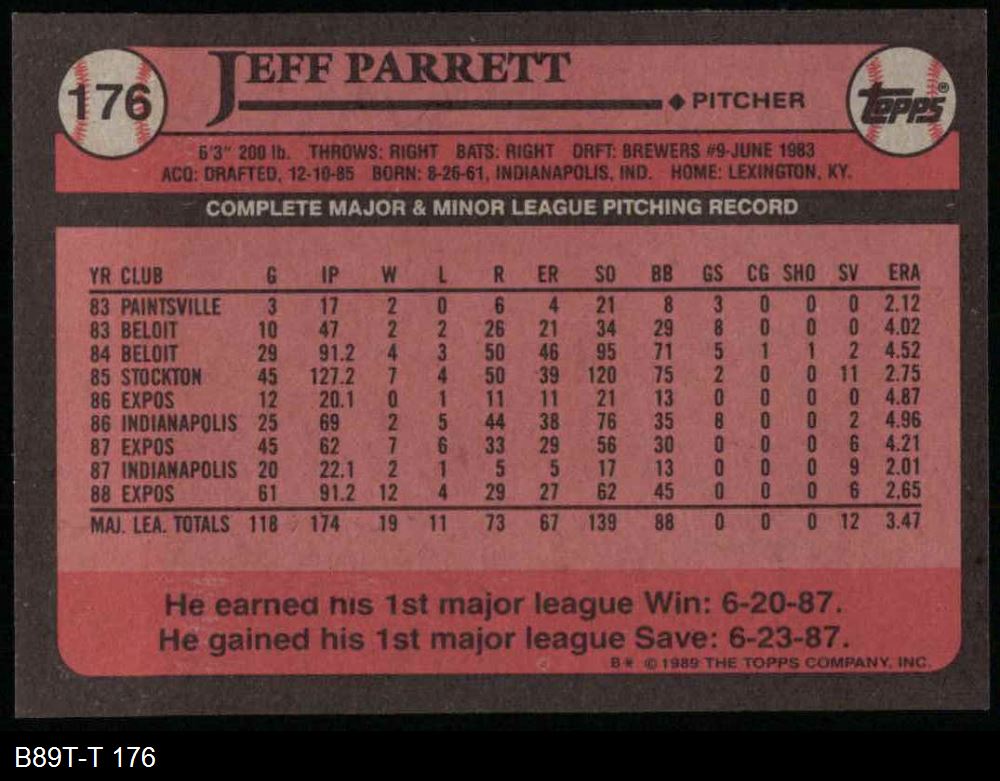 176
JEFF PARRETT
◆ PITCHER
TOPPS®
6'3" 200 lb. THROWS: RIGHT BATS: RIGHT DRFT: BREWERS #9-JUNE 1983
ACQ: DRAFTED, 12-10-85 BORN: 8-26-61, INDIANAPOLIS, IND. HOME: LEXINGTON, KY.
COMPLETE MAJOR & MINOR LEAGUE PITCHING RECORD
YR CLUB G IP W L R ER SO BB GS CG SHO SV ERA
83 PAINTSVILLE 3 17 2 0 6 4 21 8 3 0 0 0 2.12
83 BELOIT 10 47 2 2 26 21 34 29 8 0 0 0 4.02
84 BELOIT 29 91.2 4 3 50 46 95 71 5 1 1 2 4.52
85 STOCKTON 45 127.2 7 4 50 39 120 75 2 0 0 11 2.75
86 EXPOS 12 20.1 0 1 11 11 21 13 0 0 0 0 4.87
86 INDIANAPOLIS 25 69 2 5 44 38 76 35 8 0 0 2 4.96
87 EXPOS 45 62 7 6 33 29 56 30 0 0 0 6 4.21
87 INDIANAPOLIS 20 22.1 2 1 5 5 17 13 0 0 0 9 2.01
88 EXPOS 61 91.2 12 4 29 27 62 45 0 0 0 6 2.65
MAJ. LEA. TOTALS 118 174 19 11 73 67 139 88 0 0 0 12 3.47
He earned his 1st major league Win: 6-20-87.
He gained his 1st major league Save: 6-23-87.
B* © 1989 THE TOPPS COMPANY, INC.
B89T-T 176